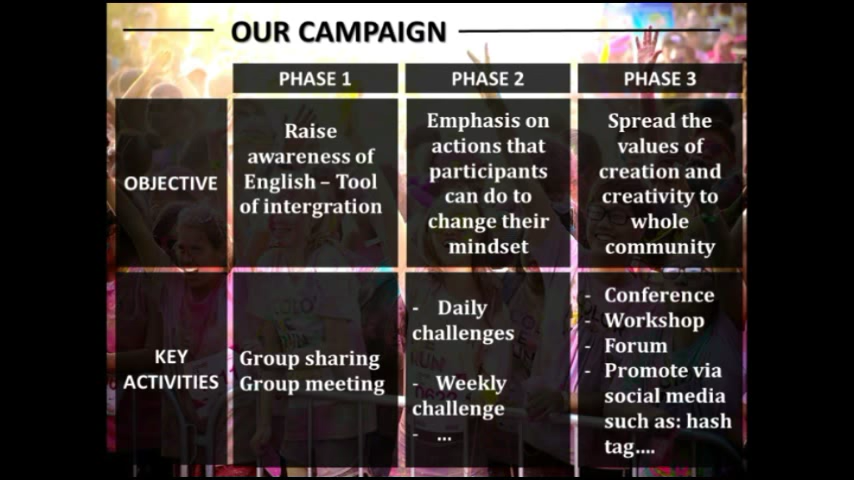 OUR CAMPAIGN
PHASE 1
PHASE 2
PHASE 3
OBJECTIVE
Raise
awareness of
English – Tool
of intergration
Emphasis on
actions that
participants
can do to
change their
mindset
Spread the
values of
creation and
creativity to
whole
community
KEY
ACTIVITIES
Group sharing
Group meeting
- Daily
challenges
- Weekly
challenge
- ...
- Conference
- Workshop
- Forum
- Promote via
social media
such as: hash
tag....